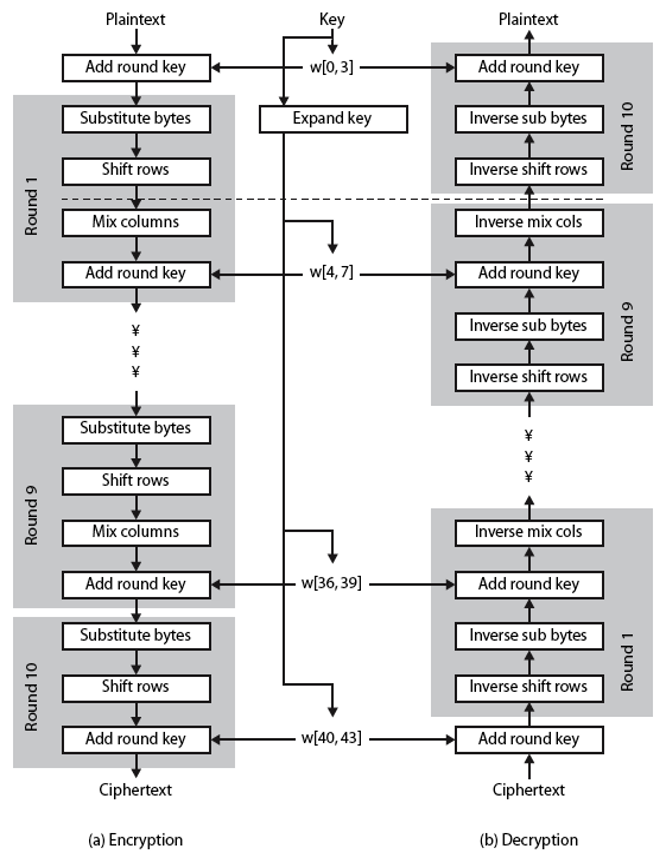 Plaintext
Key
Plaintext
Add round key
w[0, 3]
Add round key
Substitute bytes
Expand key
Inverse sub bytes
Round 1
Round 10
Shift rows
Inverse shift rows
Mix columns
Inverse mix cols
Add round key
w[4, 7]
Add round key
¥
¥
¥
Inverse sub bytes
Round 9
Inverse shift rows
Substitute bytes
¥
¥
¥
Shift rows
Round 9
Mix columns
Inverse mix cols
Add round key
w[36, 39]
Add round key
Substitute bytes
Inverse sub bytes
Round 10
Round 1
Shift rows
Inverse shift rows
Add round key
w[40, 43]
Add round key
Ciphertext
Ciphertext
(a) Encryption
(b) Decryption